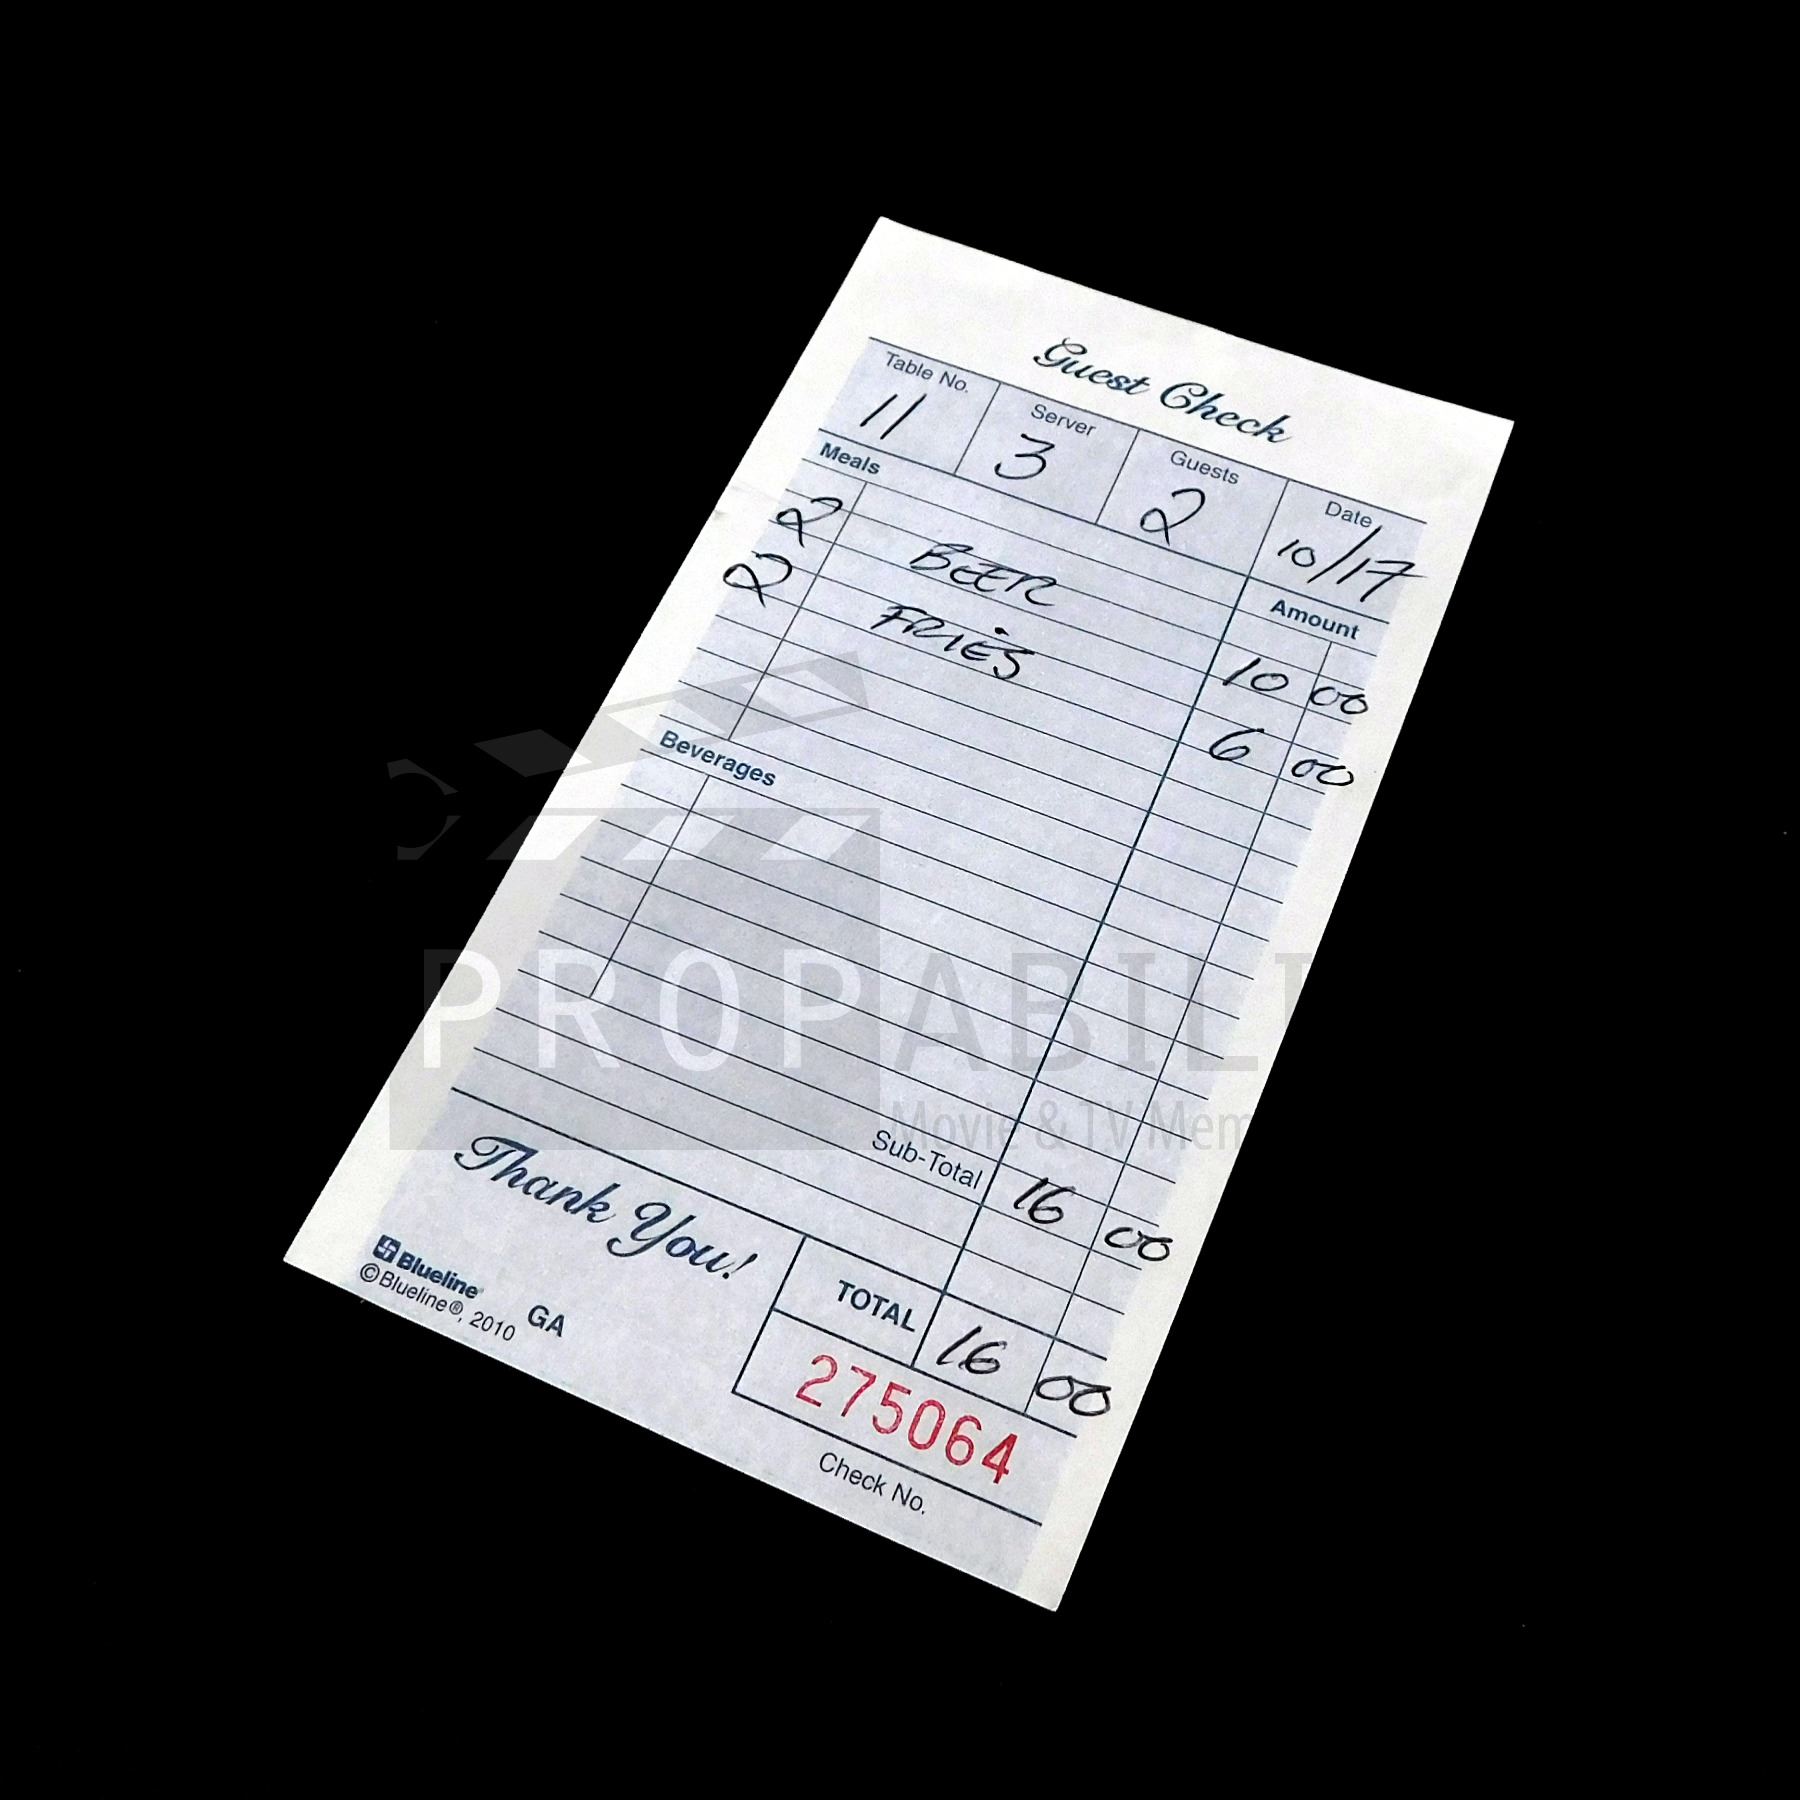 Guest Check
Table No. Server Guests Date
11 3 2 10/17
Meals Amount
2 BEER 10 00
2 FRIES 6 00
Beverages
PROPABIL
Movie & TV Mem
Sub-Total 16 00
Thank You!
TOTAL 16 00
Blueline
©Blueline®, 2010 GA
275064
Check No.